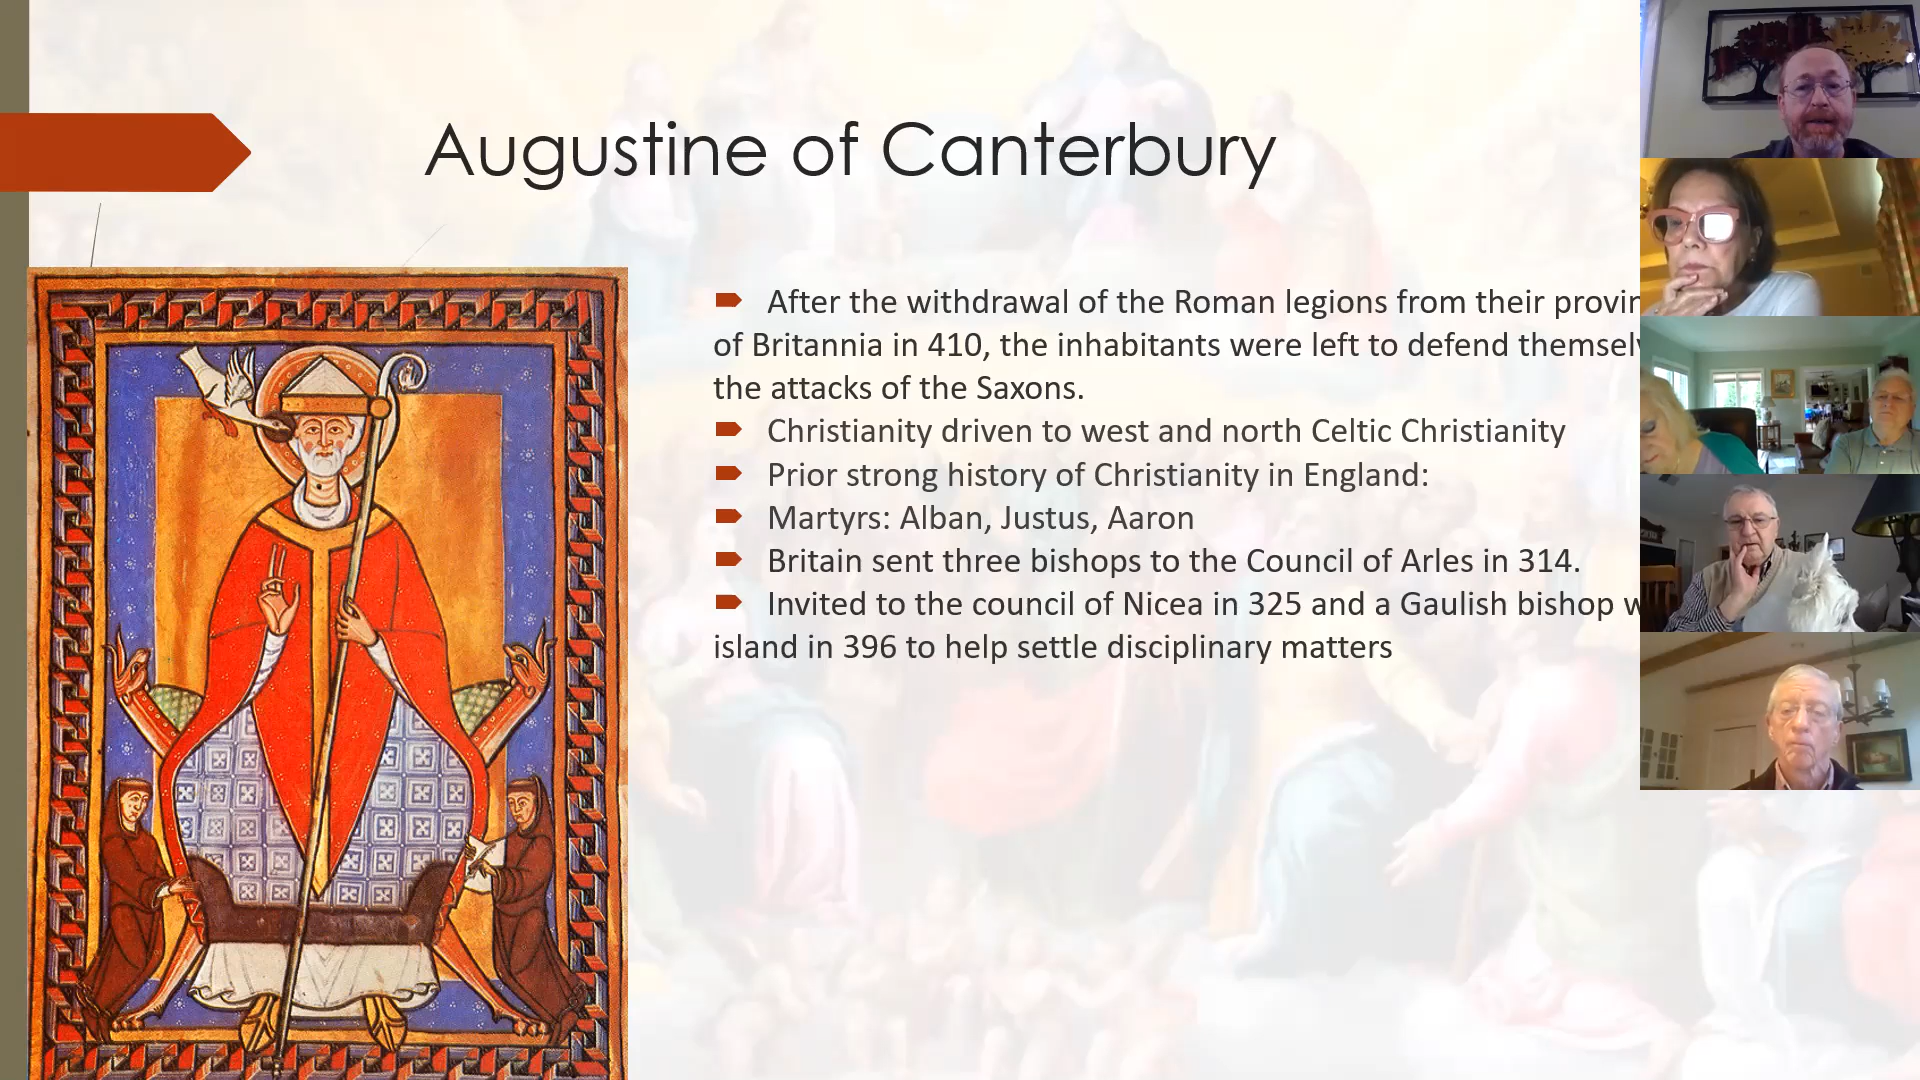 Augustine of Canterbury
After the withdrawal of the Roman legions from their
of Britannia in 410, the inhabitants were left to defend
the attacks of the Saxons.
Christianity driven to west and north Celtic Christianity
Prior strong history of Christianity in England:
Martyrs: Alban, Justus, Aaron
Britain sent three bishops to the Council of Arles in 314.
Invited to the council of Nicea in 325 and a Gaulish bishop
island in 396 to help settle disciplinary matters